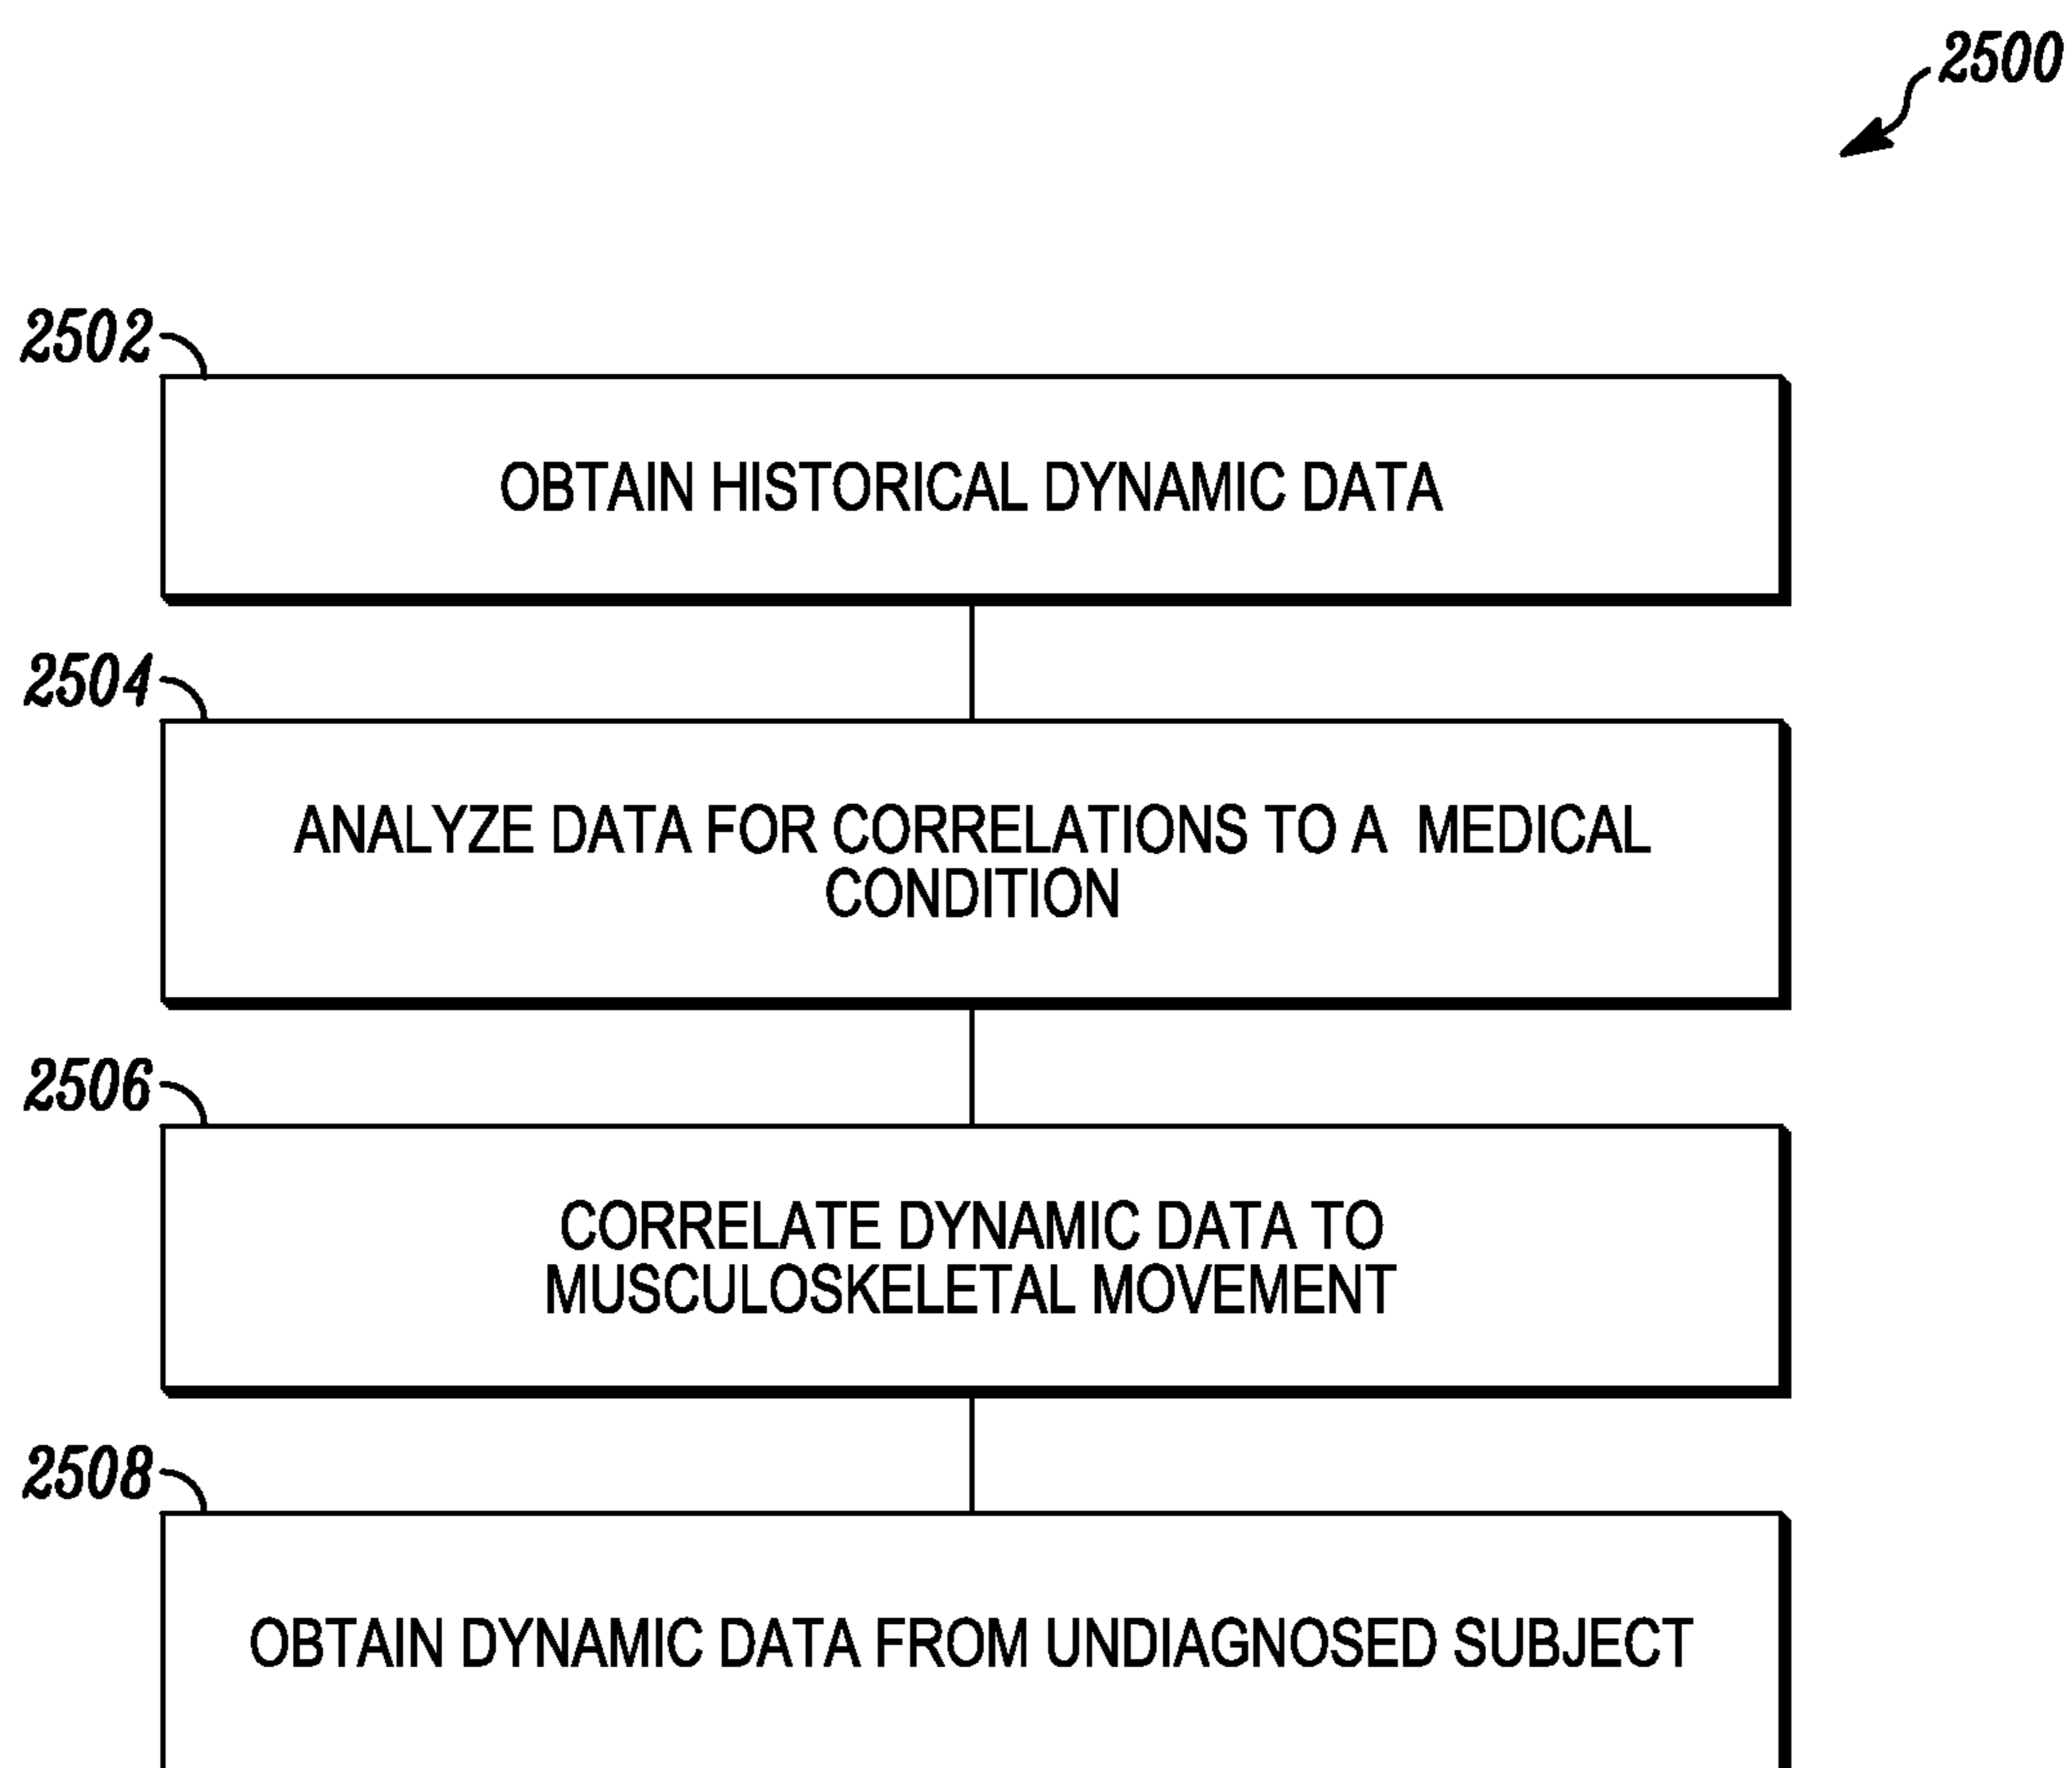 2500
2502
OBTAIN HISTORICAL DYNAMIC DATA
2504
ANALYZE DATA FOR CORRELATIONS TO A MEDICAL
CONDITION
2506
CORRELATE DYNAMIC DATA TO
MUSCULOSKELETAL MOVEMENT
2508
OBTAIN DYNAMIC DATA FROM UNDIAGNOSED SUBJECT